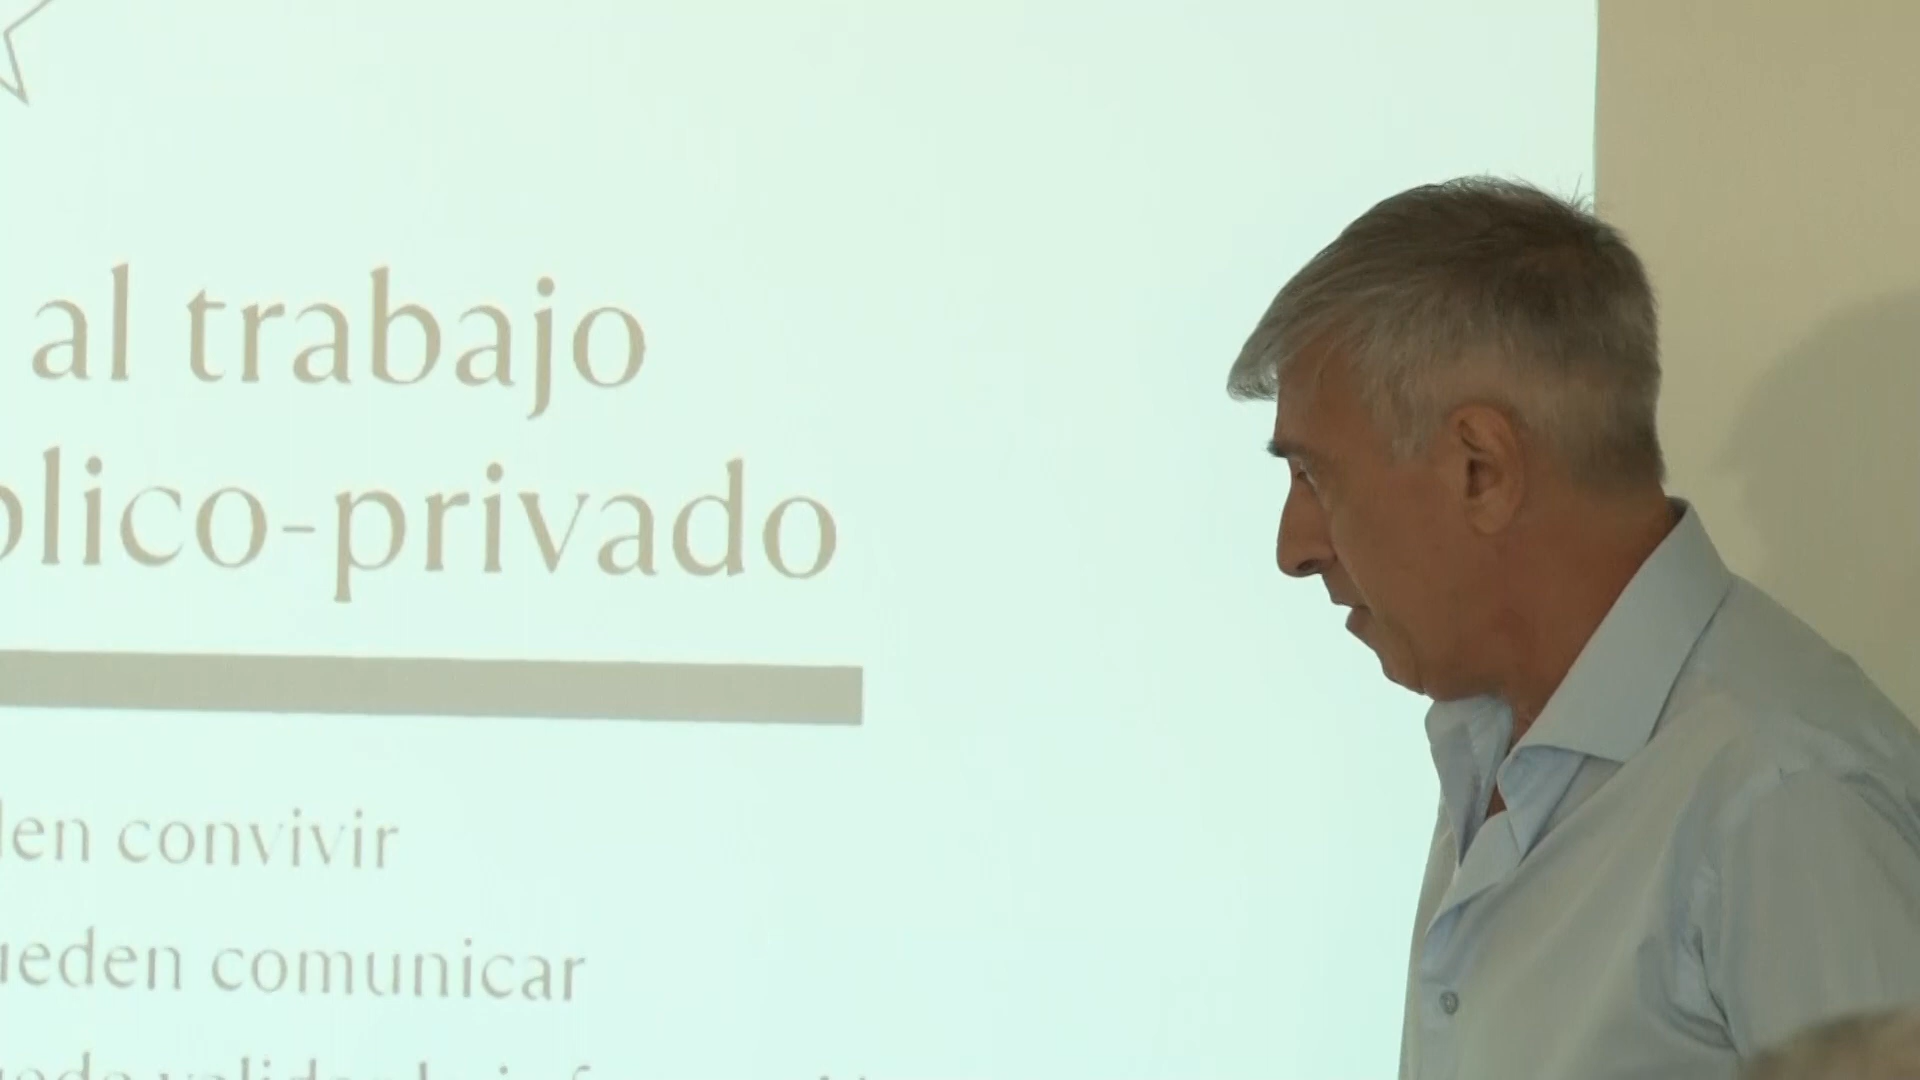 al trabajo
blico-privado
den convivir
ueden comunicar